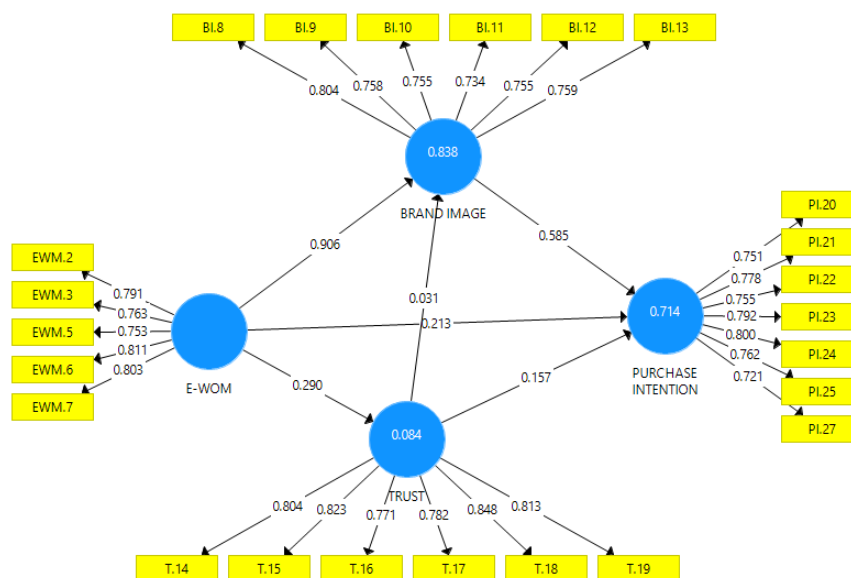 BI.8
BI.9
BI.10
BI.11
BI.12
BI.13
0.804
0.758
0.755
0.734
0.755
0.759
0.838
BRAND IMAGE
0.906
0.585
0.031
0.213
0.290
0.157
EWM.2
EWM.3
EWM.5
EWM.6
EWM.7
0.791
0.763
0.753
0.811
0.803
E-WOM
PI.20
PI.21
PI.22
PI.23
PI.24
PI.25
PI.27
0.751
0.778
0.755
0.792
0.800
0.762
0.721
0.714
PURCHASE
INTENTION
0.084
TRUST
0.804
0.823
0.771
0.782
0.848
0.813
T.14
T.15
T.16
T.17
T.18
T.19